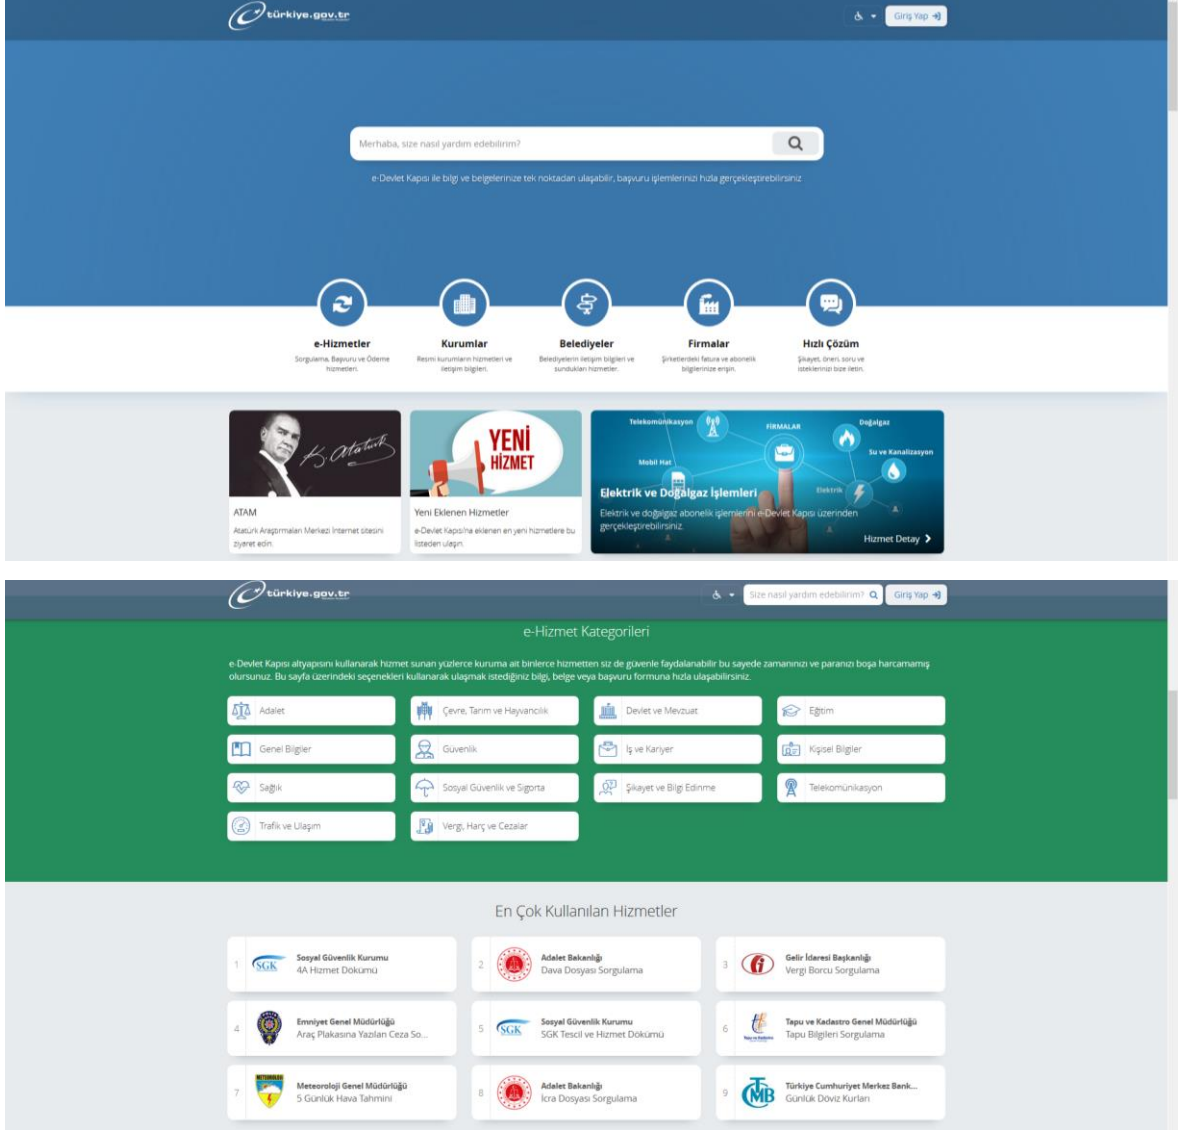 türkiye.gov.tr
Giriş Yap
Merhaba, size nasıl yardım edebilirim?
e-Devlet Kapısı ile bilgi ve belgelerinize tek noktadan ulaşabilir, başvuru işlemlerinizi hızla gerçekleştirebilirsiniz
e-Hizmetler
Sorgulama, Başvuru ve Ödeme
hizmetleri.
Kurumlar
Resmi kurumların hizmetleri ve
iletişim bilgileri.
Belediyeler
Belediyelerin iletişim bilgileri ve
sundukları hizmetler.
Firmalar
Şirketlerdeki fatura ve abonelik
bilgilerinize erişin.
Hızlı Çözüm
Şikayet, öneri, soru ve
isteklerinizi bize iletin.
K. Atatürk
ATAM
Atatürk Araştırmaları Merkezi İnternet sitesini
ziyaret edin.
YENİ
HİZMET
Yeni Eklenen Hizmetler
e-Devlet Kapısı'na eklenen en yeni hizmetlere bu
listeden ulaşın.
Telekomünikasyon
FİRMALAR
Doğalgaz
Su ve Kanalizasyon
Mobil Hat
Elektrik
Elektrik ve Doğalgaz İşlemleri
Elektrik ve doğalgaz abonelik işlemlerini e-Devlet Kapısı üzerinden
gerçekleştirebilirsiniz.
Hizmet Detay
türkiye.gov.tr
Size nasıl yardım edebilirim?
Giriş Yap
e-Hizmet Kategorileri
e-Devlet Kapısı altyapısını kullanarak hizmet sunan yüzlerce kuruma ait binlerce hizmetten siz de güvenle faydalanabilir bu sayede zamanınızı ve paranızı boşa harcamamış
olursunuz. Bu sayfa üzerindeki seçenekleri kullanarak ulaşmak istediğiniz bilgi, belge veya başvuru formuna hızla ulaşabilirsiniz.
Adalet
Çevre, Tarım ve Hayvancılık
Devlet ve Mevzuat
Eğitim
Genel Bilgiler
Güvenlik
İş ve Kariyer
Kişisel Bilgiler
Sağlık
Sosyal Güvenlik ve Sigorta
Şikayet ve Bilgi Edinme
Telekomünikasyon
Trafik ve Ulaşım
Vergi, Harç ve Cezalar
En Çok Kullanılan Hizmetler
1
SGK
Sosyal Güvenlik Kurumu
4A Hizmet Dökümü
2
Adalet Bakanlığı
Dava Dosyası Sorgulama
3
Gelir İdaresi Başkanlığı
Vergi Borcu Sorgulama
4
Emniyet Genel Müdürlüğü
Araç Plakasına Yazılan Ceza So...
5
SGK
Sosyal Güvenlik Kurumu
SGK Tescil ve Hizmet Dökümü
6
Tapu ve Kadastro Genel Müdürlüğü
Tapu Bilgileri Sorgulama
7
METEOROLOJİ
Meteoroloji Genel Müdürlüğü
5 Günlük Hava Tahmini
8
Adalet Bakanlığı
İcra Dosyası Sorgulama
9
TCMB
Türkiye Cumhuriyet Merkez Bank...
Günlük Döviz Kurları